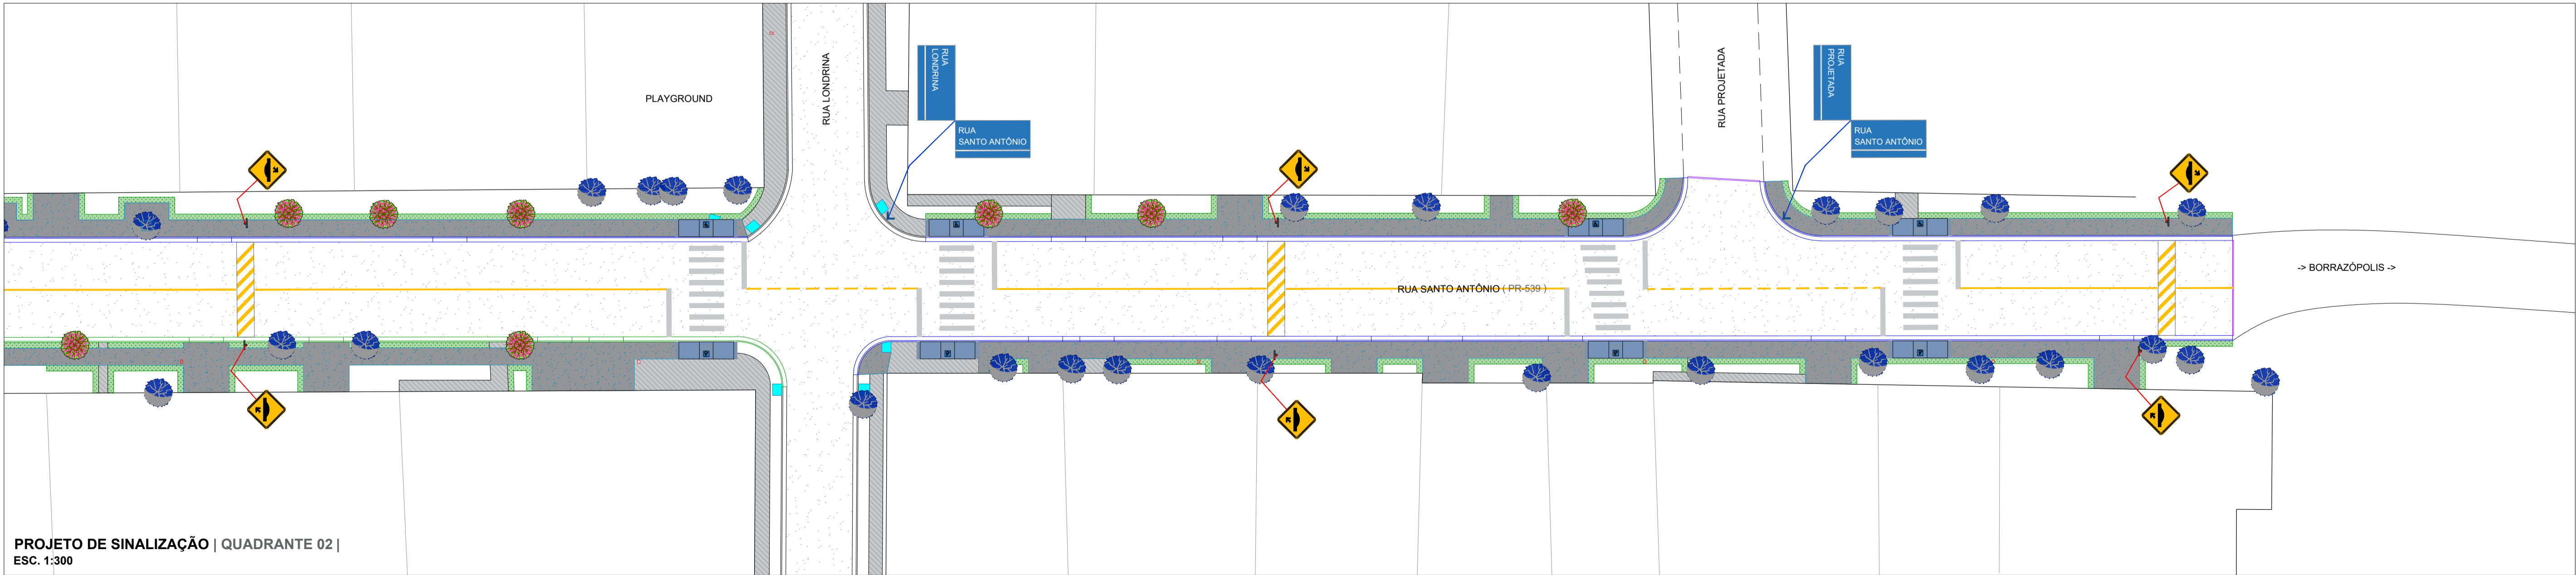 PLAYGROUND
RUA LONDRINA
RUA
LONDRINA
RUA
SANTO ANTÔNIO
RUA PROJETADA
RUA
PROJETADA
RUA
SANTO ANTÔNIO
-> BORRAZÓPOLIS ->
RUA SANTO ANTÔNIO ( PR-539 )
PROJETO DE SINALIZAÇÃO | QUADRANTE 02 |
ESC. 1:300